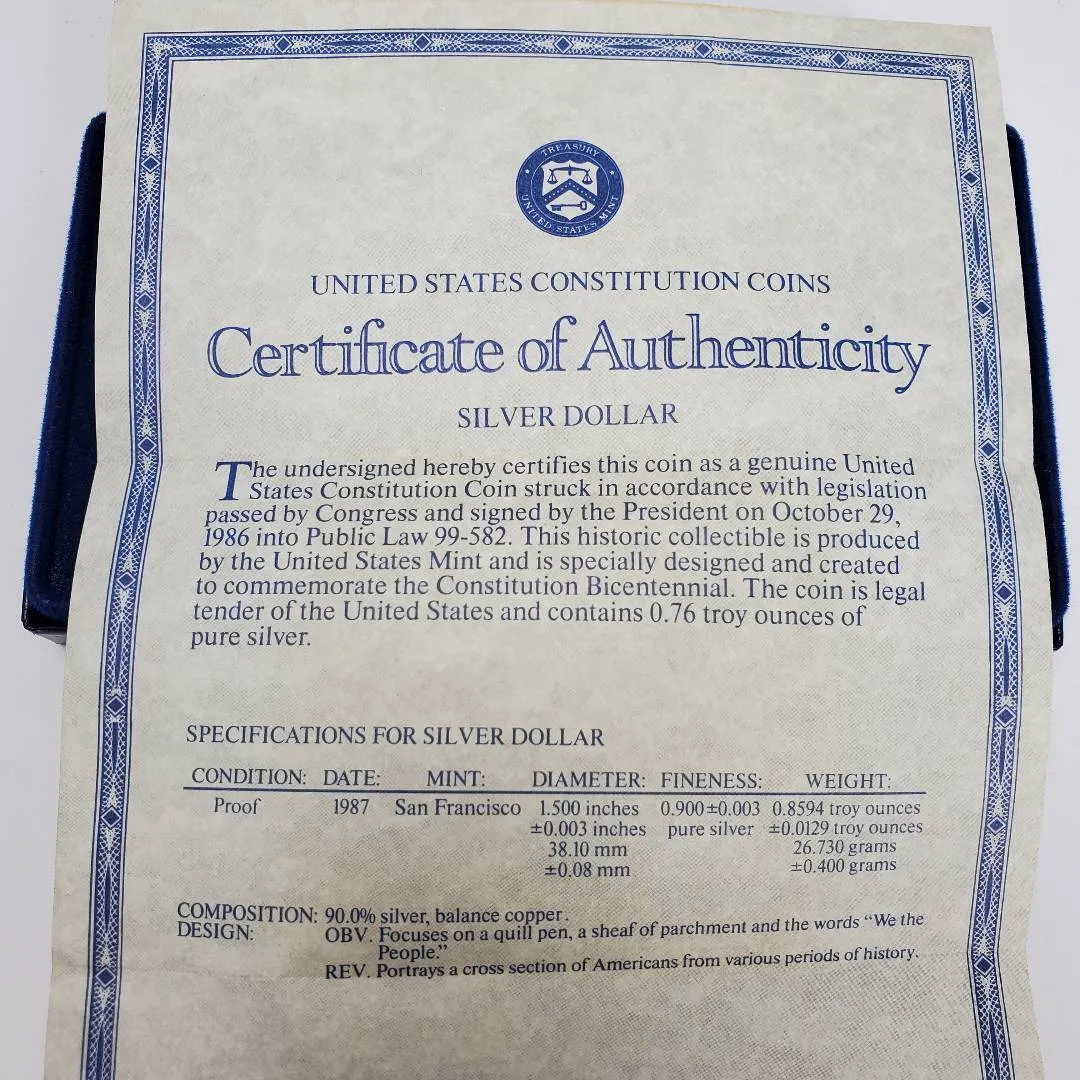 TREASURY
UNITED STATES MINT
UNITED STATES CONSTITUTION COINS
Certificate of Authenticity
SILVER DOLLAR
The undersigned hereby certifies this coin as a genuine United
States Constitution Coin struck in accordance with legislation
passed by Congress and signed by the President on October 29,
1986 into Public Law 99-582. This historic collectible is produced
by the United States Mint and is specially designed and created
to commemorate the Constitution Bicentennial. The coin is legal
tender of the United States and contains 0.76 troy ounces of
pure silver.
SPECIFICATIONS FOR SILVER DOLLAR
CONDITION: DATE: MINT: DIAMETER: FINENESS: WEIGHT:
Proof 1987 San Francisco 1.500 inches 0.900±0.003 0.8594 troy ounces
±0.003 inches pure silver ±0.0129 troy ounces
38.10 mm 26.730 grams
±0.08 mm ±0.400 grams
COMPOSITION: 90.0% silver, balance copper.
DESIGN: OBV. Focuses on a quill pen, a sheaf of parchment and the words “We the
People.”
REV. Portrays a cross section of Americans from various periods of history.